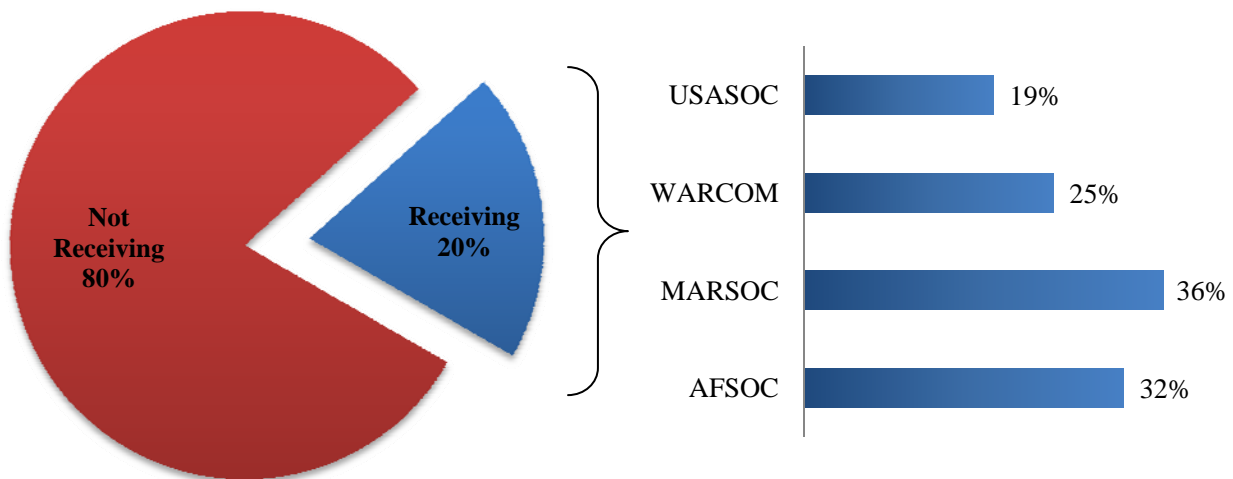 Not
Receiving
80%
Receiving
20%
USASOC
19%
WARCOM
25%
MARSOC
36%
AFSOC
32%